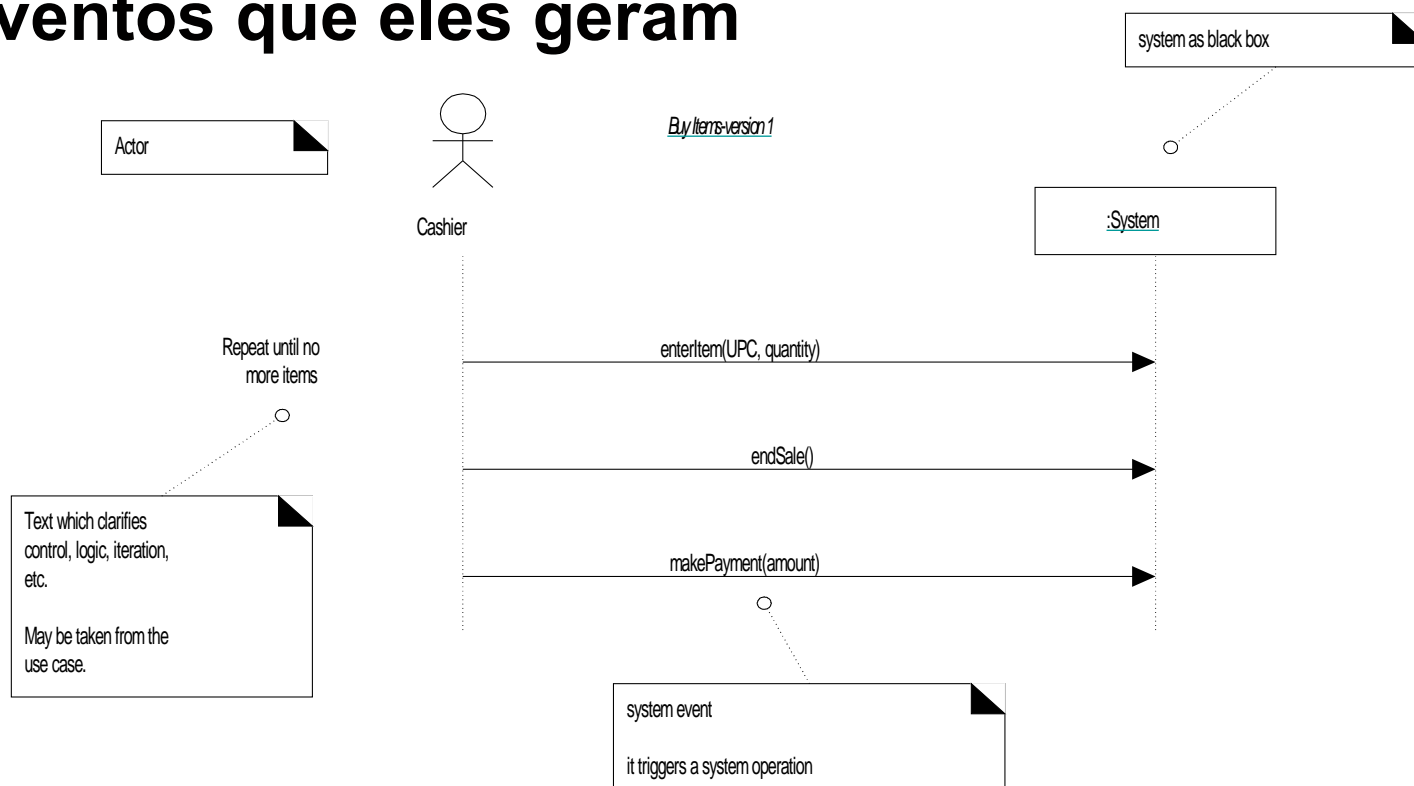 ventos que eles geram
system as black box
Actor
Buy Items-version 1
:System
Cashier
Repeat until no
more items
enterItem(UPC, quantity)
endSale()
Text which clarifies
control, logic, iteration,
etc.
May be taken from the
use case.
makePayment(amount)
system event
it triggers a system operation